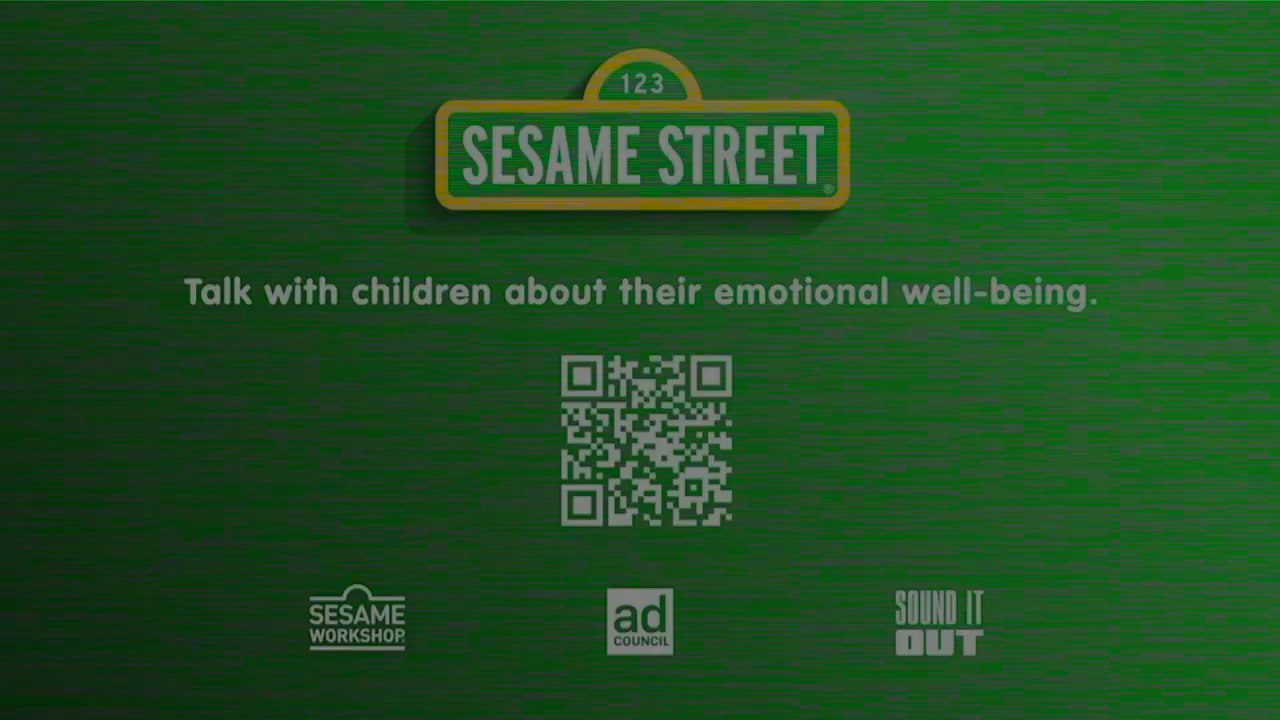 123
SESAME STREET®
Talk with children about their emotional well-being.
SESAME
WORKSHOP
ad
COUNCIL
SOUND IT
OUT